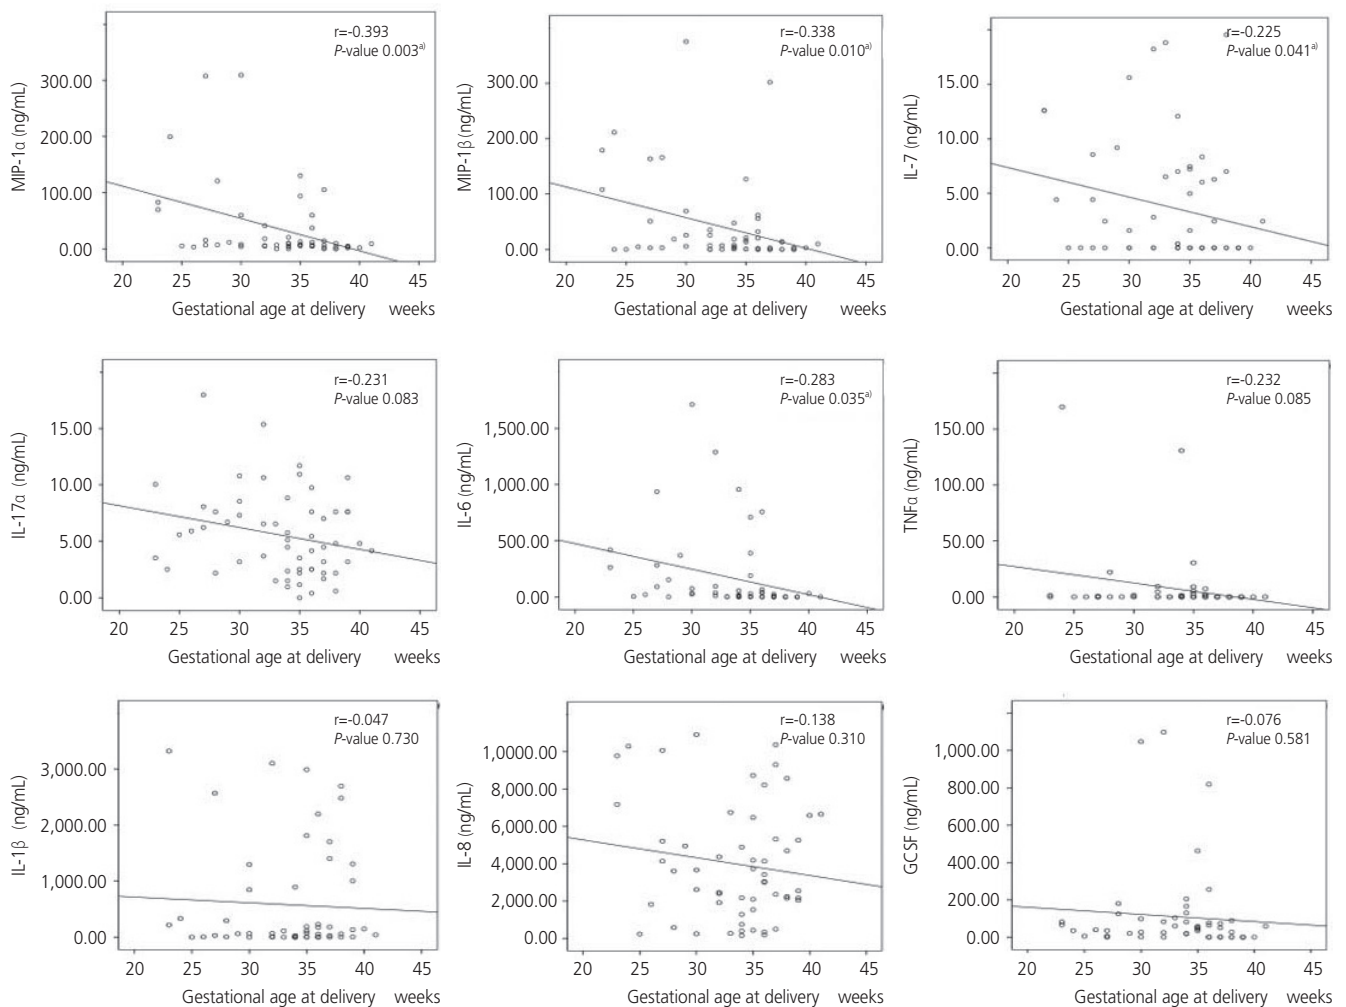 r=-0.393
P-value 0.003a)
MIP-1α (ng/mL)
300.00
200.00
100.00
0.00
20 25 30 35 40 45
Gestational age at delivery weeks
r=-0.338
P-value 0.010a)
MIP-1β (ng/mL)
300.00
200.00
100.00
0.00
20 25 30 35 40 45
Gestational age at delivery weeks
r=-0.225
P-value 0.041a)
IL-7 (ng/mL)
15.00
10.00
5.00
0.00
20 25 30 35 40 45
Gestational age at delivery weeks
r=-0.231
P-value 0.083
IL-17α (ng/mL)
15.00
10.00
5.00
0.00
20 25 30 35 40 45
Gestational age at delivery weeks
r=-0.283
P-value 0.035a)
IL-6 (ng/mL)
1,500.00
1,000.00
500.00
0.00
20 25 30 35 40 45
Gestational age at delivery weeks
r=-0.232
P-value 0.085
TNFα (ng/mL)
150.00
100.00
50.00
0.00
20 25 30 35 40 45
Gestational age at delivery weeks
r=-0.047
P-value 0.730
IL-1β (ng/mL)
3,000.00
2,000.00
1,000.00
0.00
20 25 30 35 40 45
Gestational age at delivery weeks
r=-0.138
P-value 0.310
IL-8 (ng/mL)
1,0000.00
8,000.00
6,000.00
4,000.00
2,000.00
0.00
20 25 30 35 40 45
Gestational age at delivery weeks
r=-0.076
P-value 0.581
GCSF (ng/mL)
1,000.00
800.00
600.00
400.00
200.00
0.00
20 25 30 35 40 45
Gestational age at delivery weeks